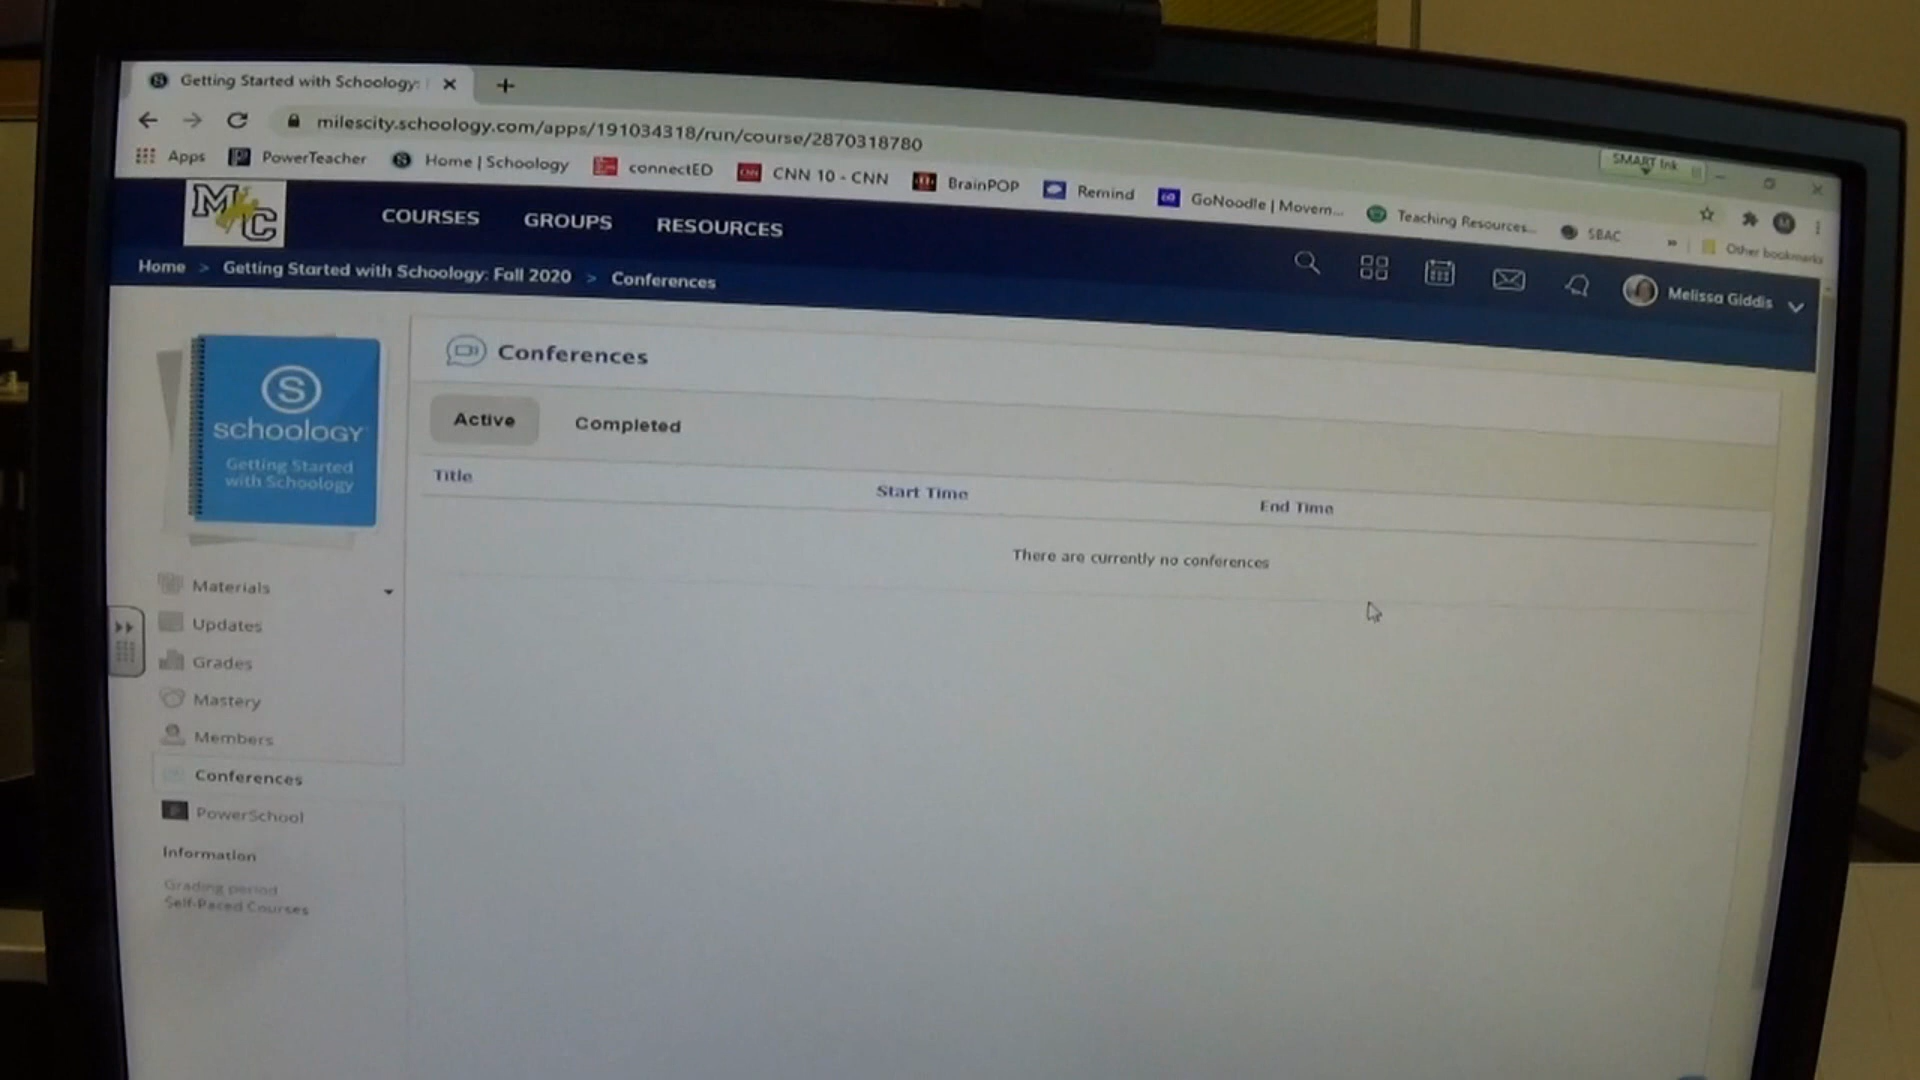 Getting Started with Schoology:
milescity.schoology.com/apps/191034318/run/course/2870318780
SMART Ink
Apps PowerTeacher Home | Schoology connectED CNN 10 - CNN BrainPOP Remind GoNoodle | Movem... Teaching Resources... SBAC » Other bookmarks
M
MC COURSES GROUPS RESOURCES
Melissa Giddis
Home > Getting Started with Schoology: Fall 2020 > Conferences
S
schoology
Getting Started
with Schoology
Conferences
Active Completed
Title Start Time End Time
There are currently no conferences
Materials
Updates
Grades
Mastery
Members
Conferences
PowerSchool
Information
Grading period
Self-Paced Courses